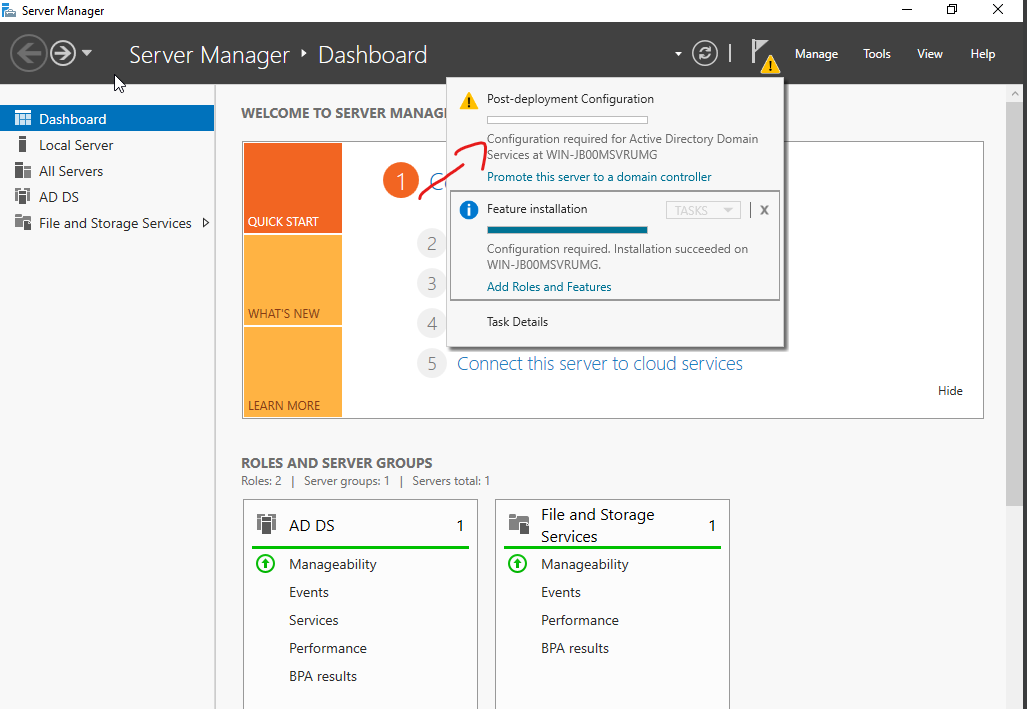 Server Manager
Server Manager • Dashboard
Manage Tools View Help
Dashboard
Local Server
All Servers
AD DS
File and Storage Services
WELCOME TO SERVER MANAG
QUICK START
WHAT'S NEW
LEARN MORE
1
2
3
4
5 Connect this server to cloud services
Hide
Post-deployment Configuration
Configuration required for Active Directory Domain
Services at WIN-JB00MSVRUMG
Promote this server to a domain controller
Feature installation
TASKS
X
Configuration required. Installation succeeded on
WIN-JB00MSVRUMG.
Add Roles and Features
Task Details
ROLES AND SERVER GROUPS
Roles: 2 | Server groups: 1 | Servers total: 1
AD DS 1
Manageability
Events
Services
Performance
BPA results
File and Storage
Services 1
Manageability
Events
Performance
BPA results